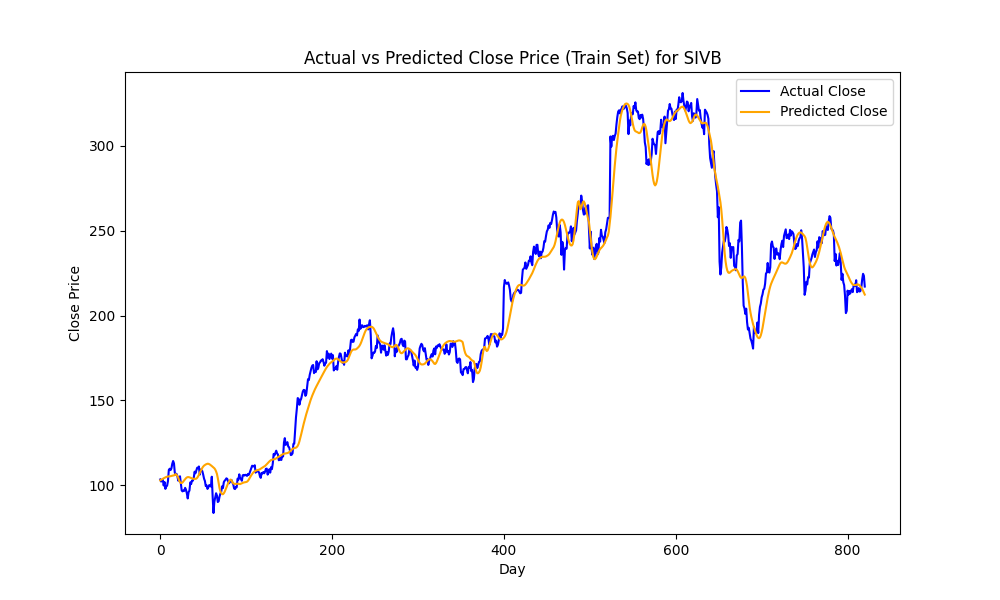 Actual vs Predicted Close Price (Train Set) for SIVB
Actual Close
Predicted Close
Close Price
300
250
200
150
100
0 200 400 600 800
Day